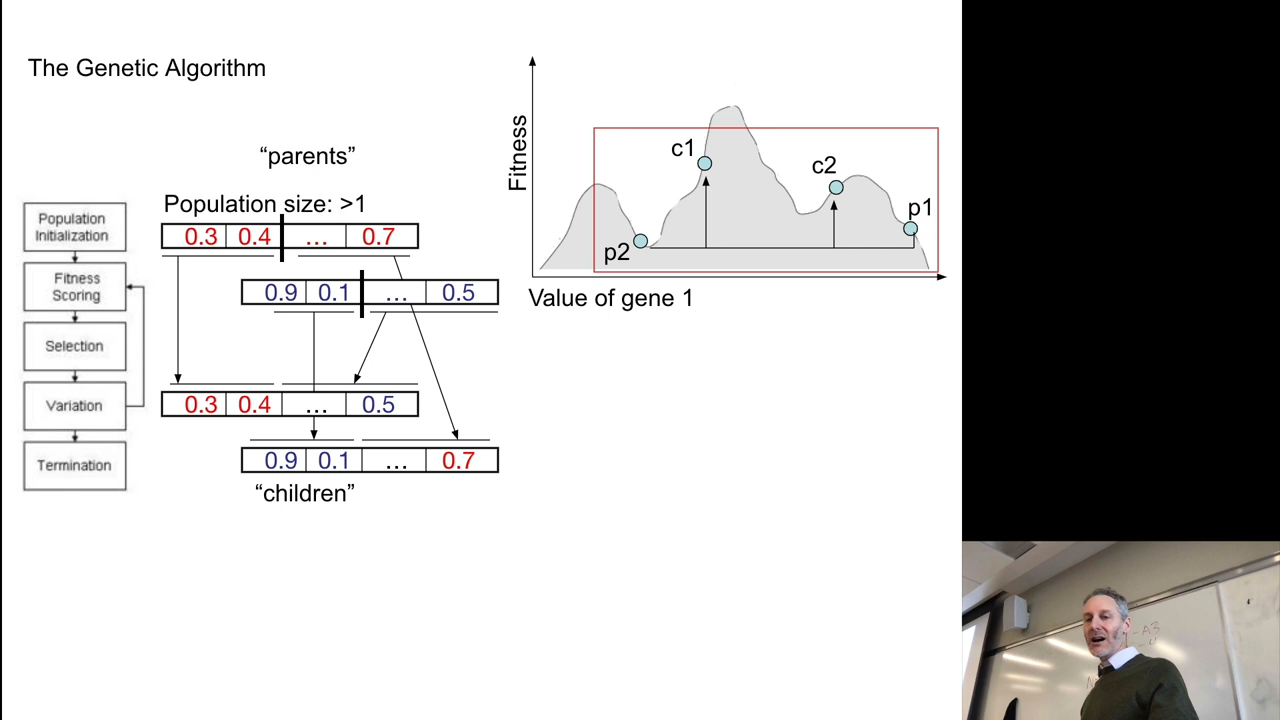 The Genetic Algorithm
“parents”
Population size: >1
0.3 0.4 ... 0.7
0.9 0.1 ... 0.5
0.3 0.4 ... 0.5
0.9 0.1 ... 0.7
“children”
Population
Initialization
Fitness
Scoring
Selection
Variation
Termination
Fitness
c1
c2
p1
p2
Value of gene 1
-A3